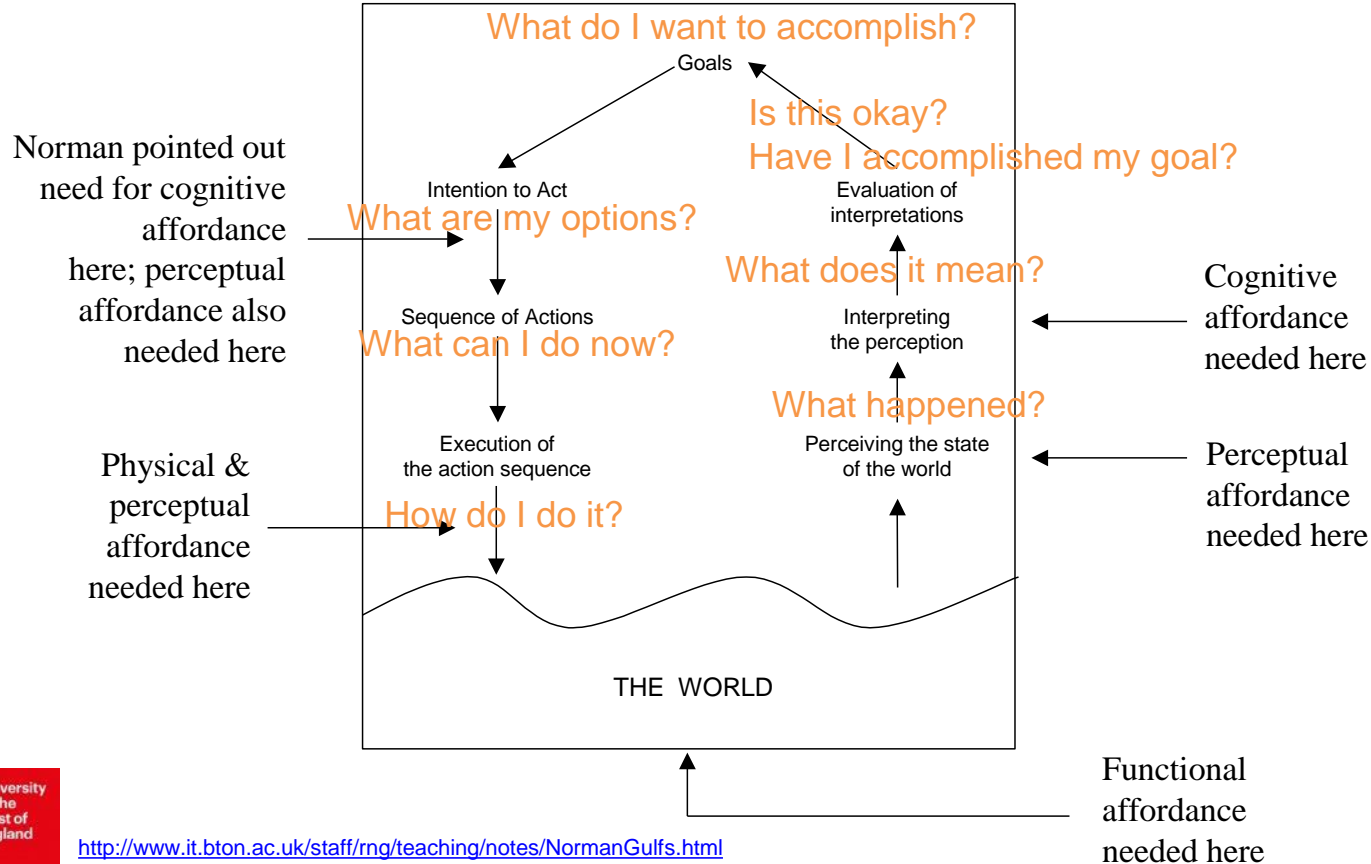 What do I want to accomplish?
Goals
Is this okay?
Have I accomplished my goal?
Norman pointed out
need for cognitive
affordance
here; perceptual
affordance also
needed here
Intention to Act
What are my options?
Sequence of Actions
What can I do now?
Execution of
the action sequence
How do I do it?
Physical &
perceptual
affordance
needed here
Evaluation of
interpretations
What does it mean?
Interpreting
the perception
What happened?
Perceiving the state
of the world
Cognitive
affordance
needed here
Perceptual
affordance
needed here
THE WORLD
Functional
affordance
needed here
versity
he
st of
gland
http://www.it.bton.ac.uk/staff/rng/teaching/notes/NormanGulfs.html